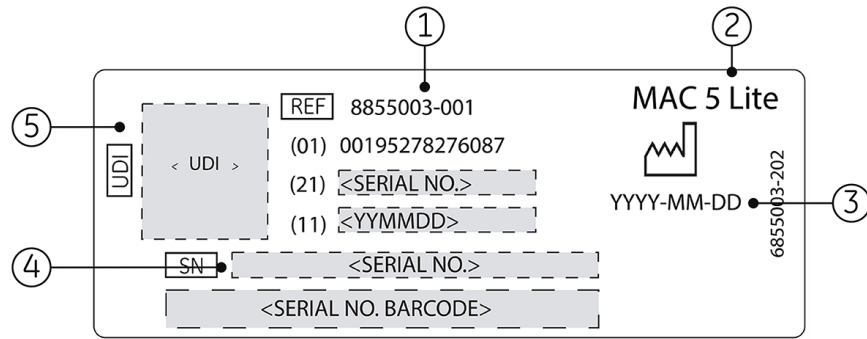 1
2
5
REF 8855003-001
MAC 5 Lite
(01) 00195278276087
UDI
< UDI >
(21) <SERIAL NO.>
(11) <YYMMDD>
YYYY-MM-DD
6855003-202
3
4
SN <SERIAL NO.>
<SERIAL NO. BARCODE>